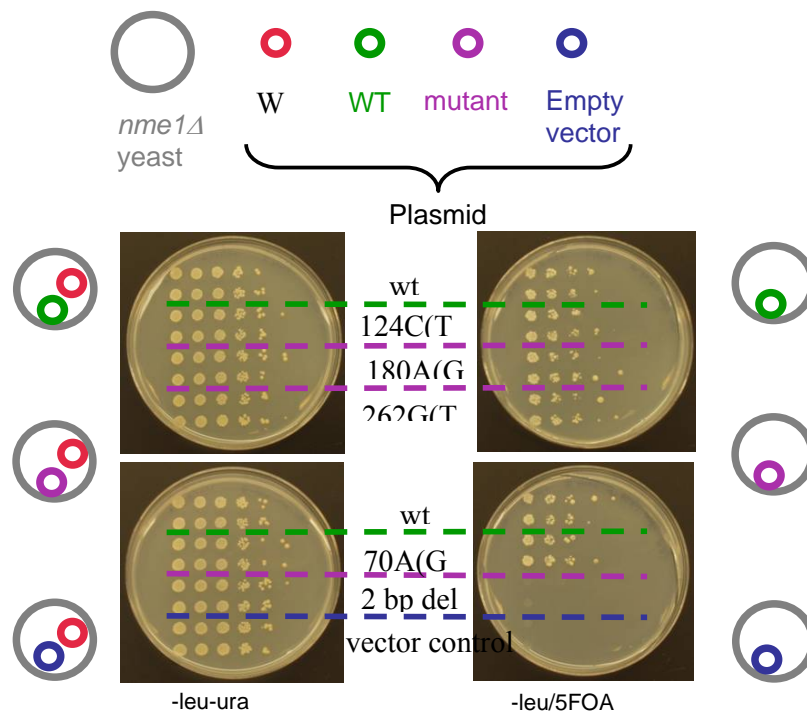 W
WT
mutant
Empty
vector
nme1Δ
yeast
Plasmid
wt
124C(T
180A(G
262G(T
wt
70A(G
2 bp del
vector control
-leu-ura
-leu/5FOA